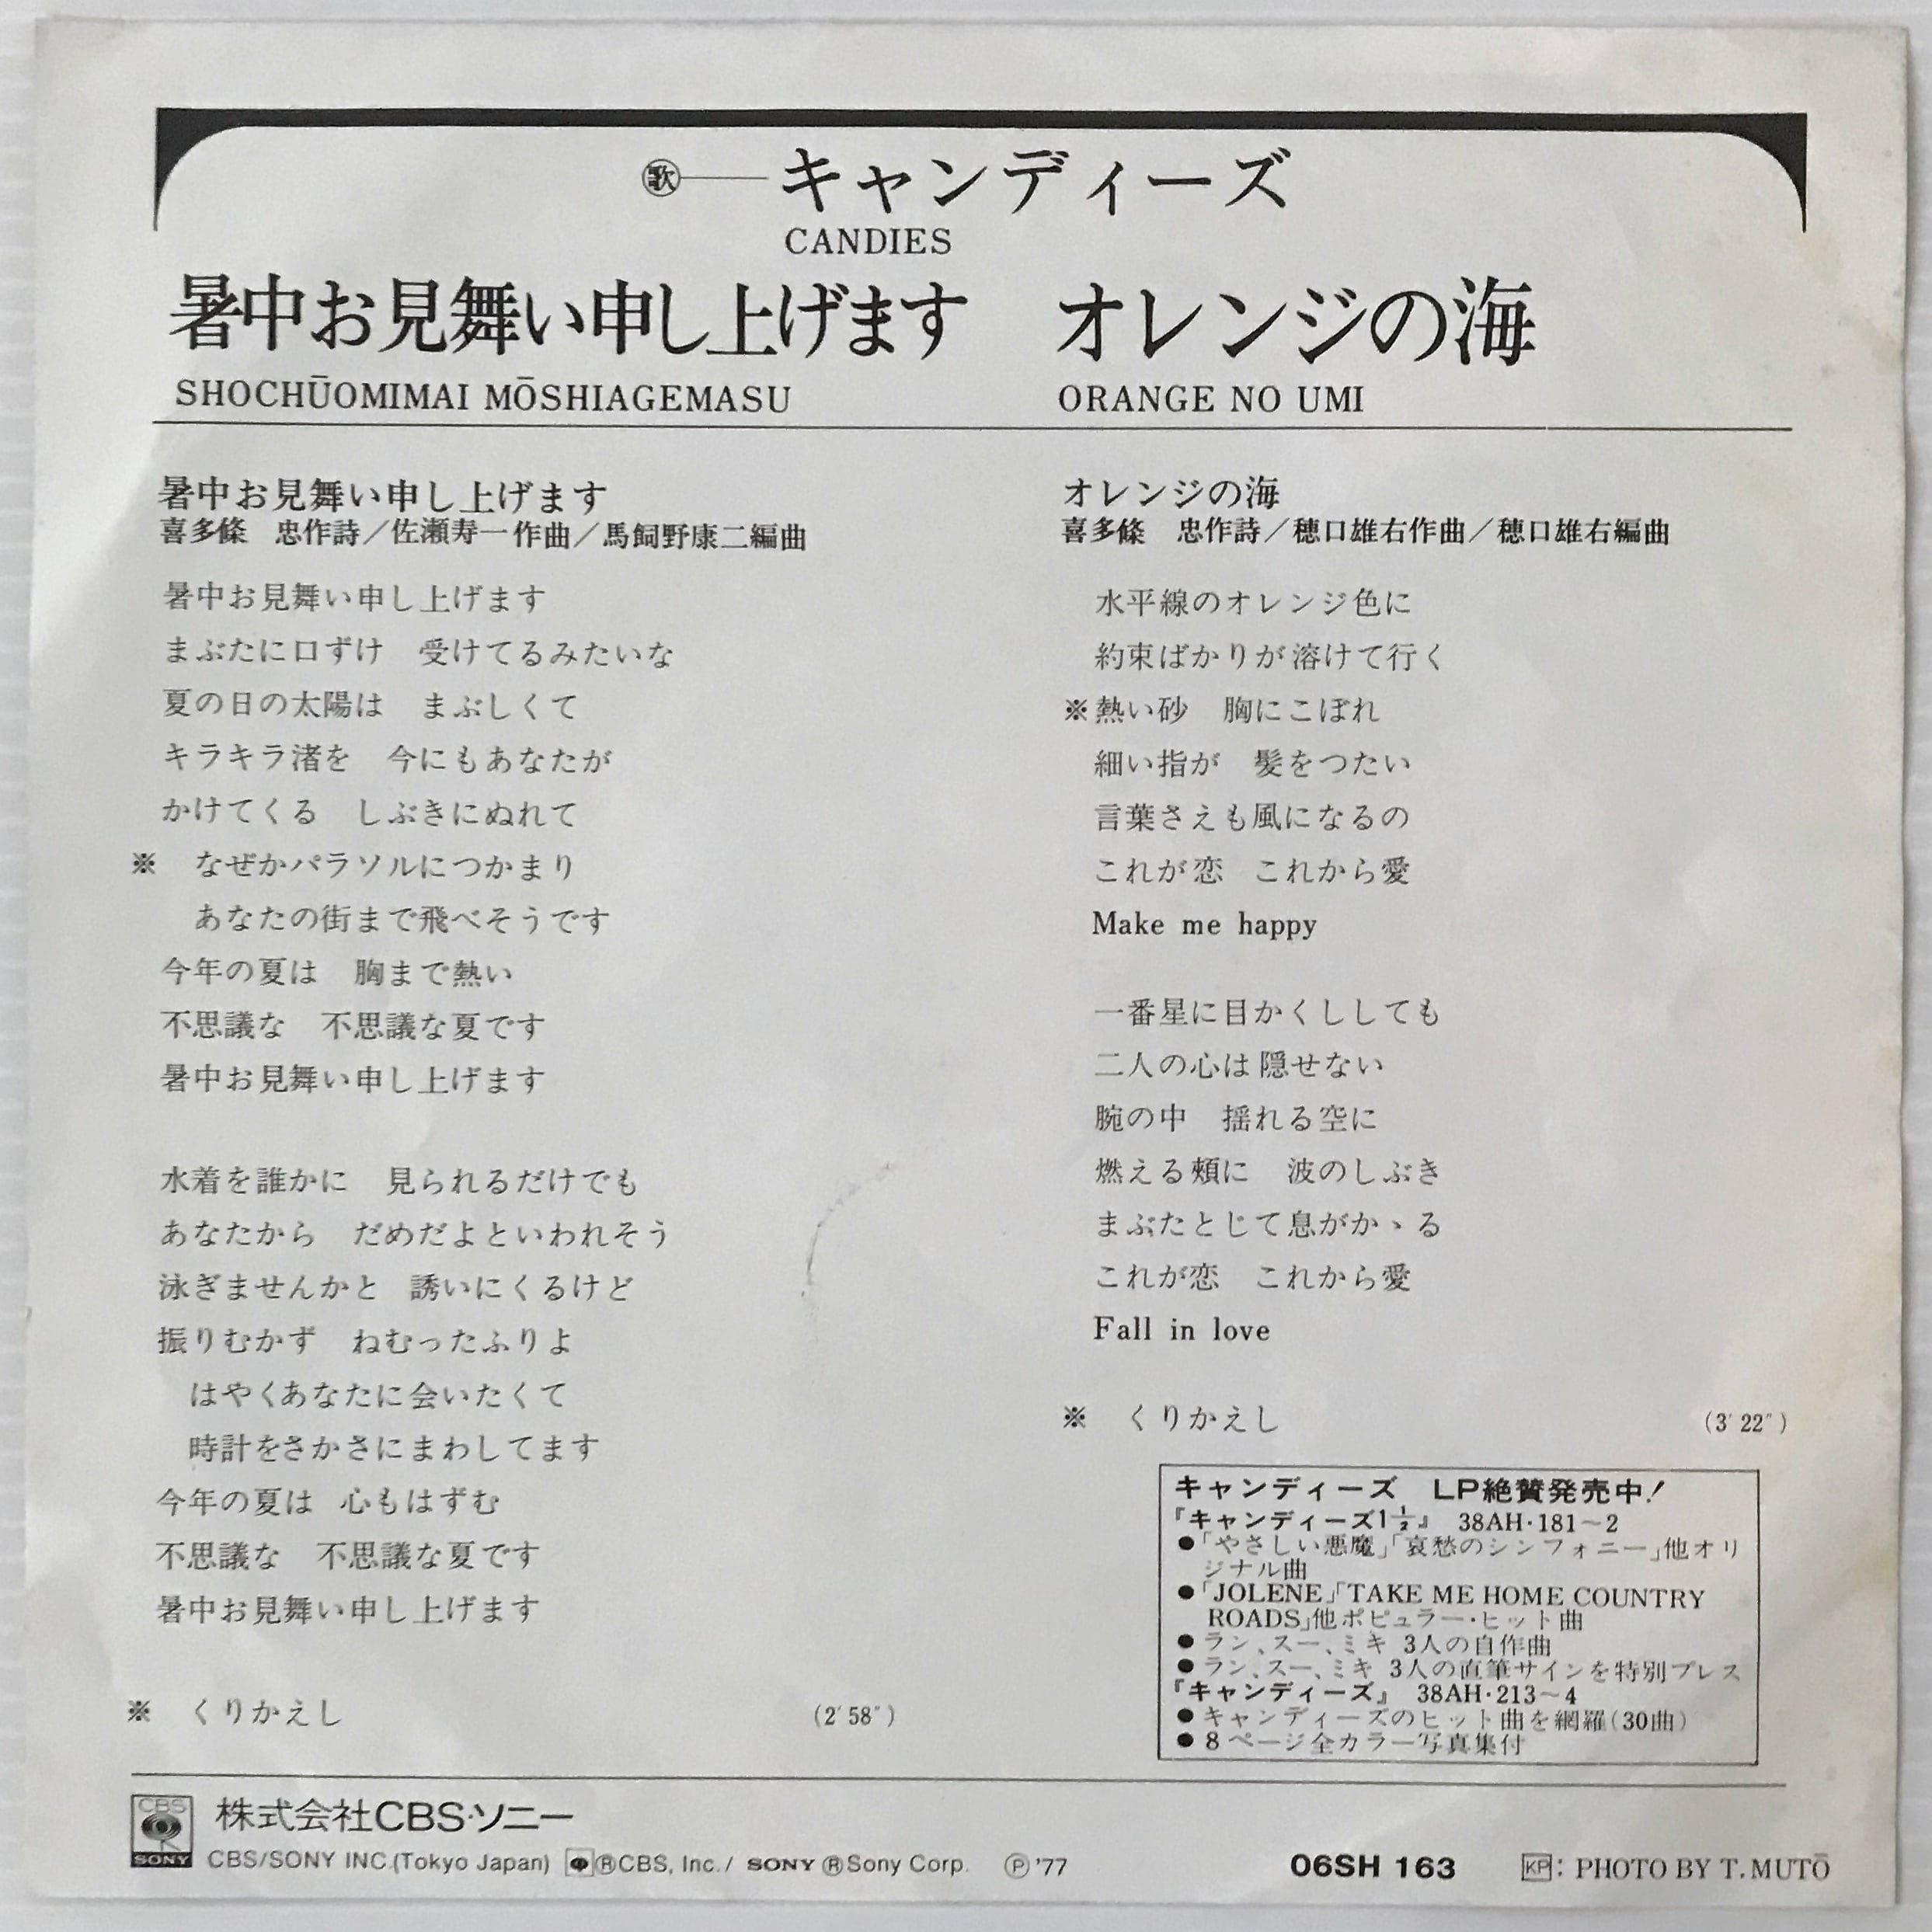 歌 キャンディーズ
CANDIES
暑中お見舞い申し上げます
SHOCHŪOMIMAI MŌSHIAGEMASU
オレンジの海
ORANGE NO UMI
暑中お見舞い申し上げます
喜多條　忠作詩／佐瀬寿一作曲／馬飼野康二編曲
暑中お見舞い申し上げます
まぶたに口ずけ　受けてるみたいな
夏の日の太陽は　まぶしくて
キラキラ渚を　今にもあなたが
かけてくる　しぶきにぬれて
※　なぜかパラソルにつかまり
あなたの街まで飛べそうです
今年の夏は　胸まで熱い
不思議な　不思議な夏です
暑中お見舞い申し上げます
水着を誰かに　見られるだけでも
あなたから　だめだよといわれそう
泳ぎませんかと　誘いにくるけど
振りむかず　ねむったふりよ
はやくあなたに会いたくて
時計をさかさにまわしてます
今年の夏は　心もはずむ
不思議な　不思議な夏です
暑中お見舞い申し上げます
※　くりかえし (2′58″)
オレンジの海
喜多條　忠作詩／穂口雄右作曲／穂口雄右編曲
水平線のオレンジ色に
約束ばかりが溶けて行く
※熱い砂　胸にこぼれ
細い指が　髪をつたい
言葉さえも風になるの
これが恋　これから愛
Make me happy
一番星に目かくししても
二人の心は隠せない
腕の中　揺れる空に
燃える頬に　波のしぶき
まぶたとじて息がかゝる
これが恋　これから愛
Fall in love
※　くりかえし (3′22″)
キャンディーズ　LP絶賛発売中!
『キャンディーズ1½』 38AH・181～2
●「やさしい悪魔」「哀愁のシンフォニー」他オリ
ジナル曲
●「JOLENE」「TAKE ME HOME COUNTRY
ROADS」他ポピュラー・ヒット曲
●ラン、スー、ミキ 3人の自作曲
●ラン、スー、ミキ 3人の直筆サインを特別プレス
『キャンディーズ』 38AH・213～4
●キャンディーズのヒット曲を網羅(30曲)
●8ページ全カラー写真集付
CBS
SONY
株式会社CBS・ソニー
CBS/SONY INC.(Tokyo Japan) ®CBS, Inc./ SONY ®Sony Corp. Ⓟ'77
06SH 163
KP: PHOTO BY T.MUTŌ